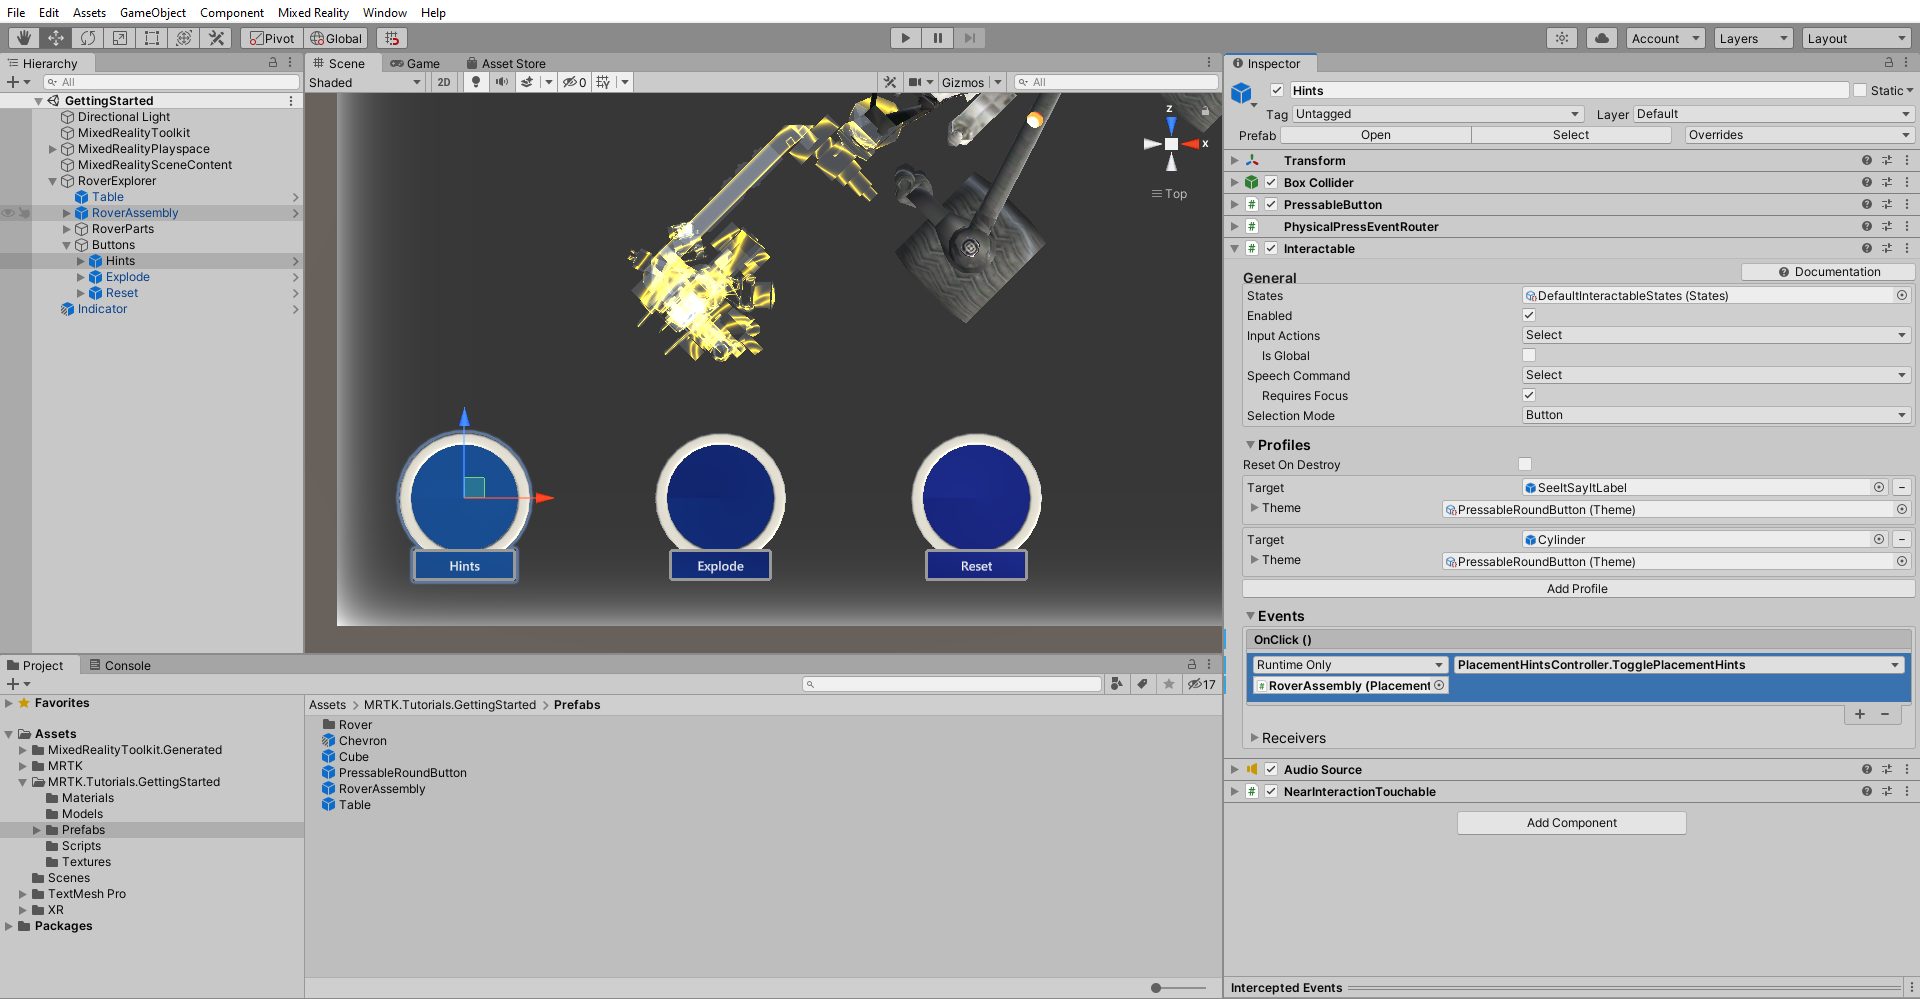 File Edit Assets GameObject Component Mixed Reality Window Help
Pivot Global Account Layers Layout
Hierarchy
All
GettingStarted
Directional Light
MixedRealityToolkit
MixedRealityPlayspace
MixedRealitySceneContent
RoverExplorer
Table
RoverAssembly
RoverParts
Buttons
Hints
Explode
Reset
Indicator
Scene Game Asset Store
Shaded 2D 0 Gizmos All
z
x
Top
Hints Explode Reset
Project Console
17
Favorites
Assets
MixedRealityToolkit.Generated
MRTK
MRTK.Tutorials.GettingStarted
Materials
Models
Prefabs
Scripts
Textures
Scenes
TextMesh Pro
XR
Packages
Assets > MRTK.Tutorials.GettingStarted > Prefabs
Rover
Chevron
Cube
PressableRoundButton
RoverAssembly
Table
Inspector
Hints Static
Tag Untagged Layer Default
Prefab Open Select Overrides
Transform
Box Collider
# PressableButton
# PhysicalPressEventRouter
# Interactable
Documentation
General
States DefaultInteractableStates (States)
Enabled
Input Actions Select
Is Global
Speech Command Select
Requires Focus
Selection Mode Button
Profiles
Reset On Destroy
Target SeeItSayItLabel
Theme PressableRoundButton (Theme)
Target Cylinder
Theme PressableRoundButton (Theme)
Add Profile
Events
OnClick ()
Runtime Only PlacementHintsController.TogglePlacementHints
# RoverAssembly (Placement
Receivers
Audio Source
# NearInteractionTouchable
Add Component
Intercepted Events